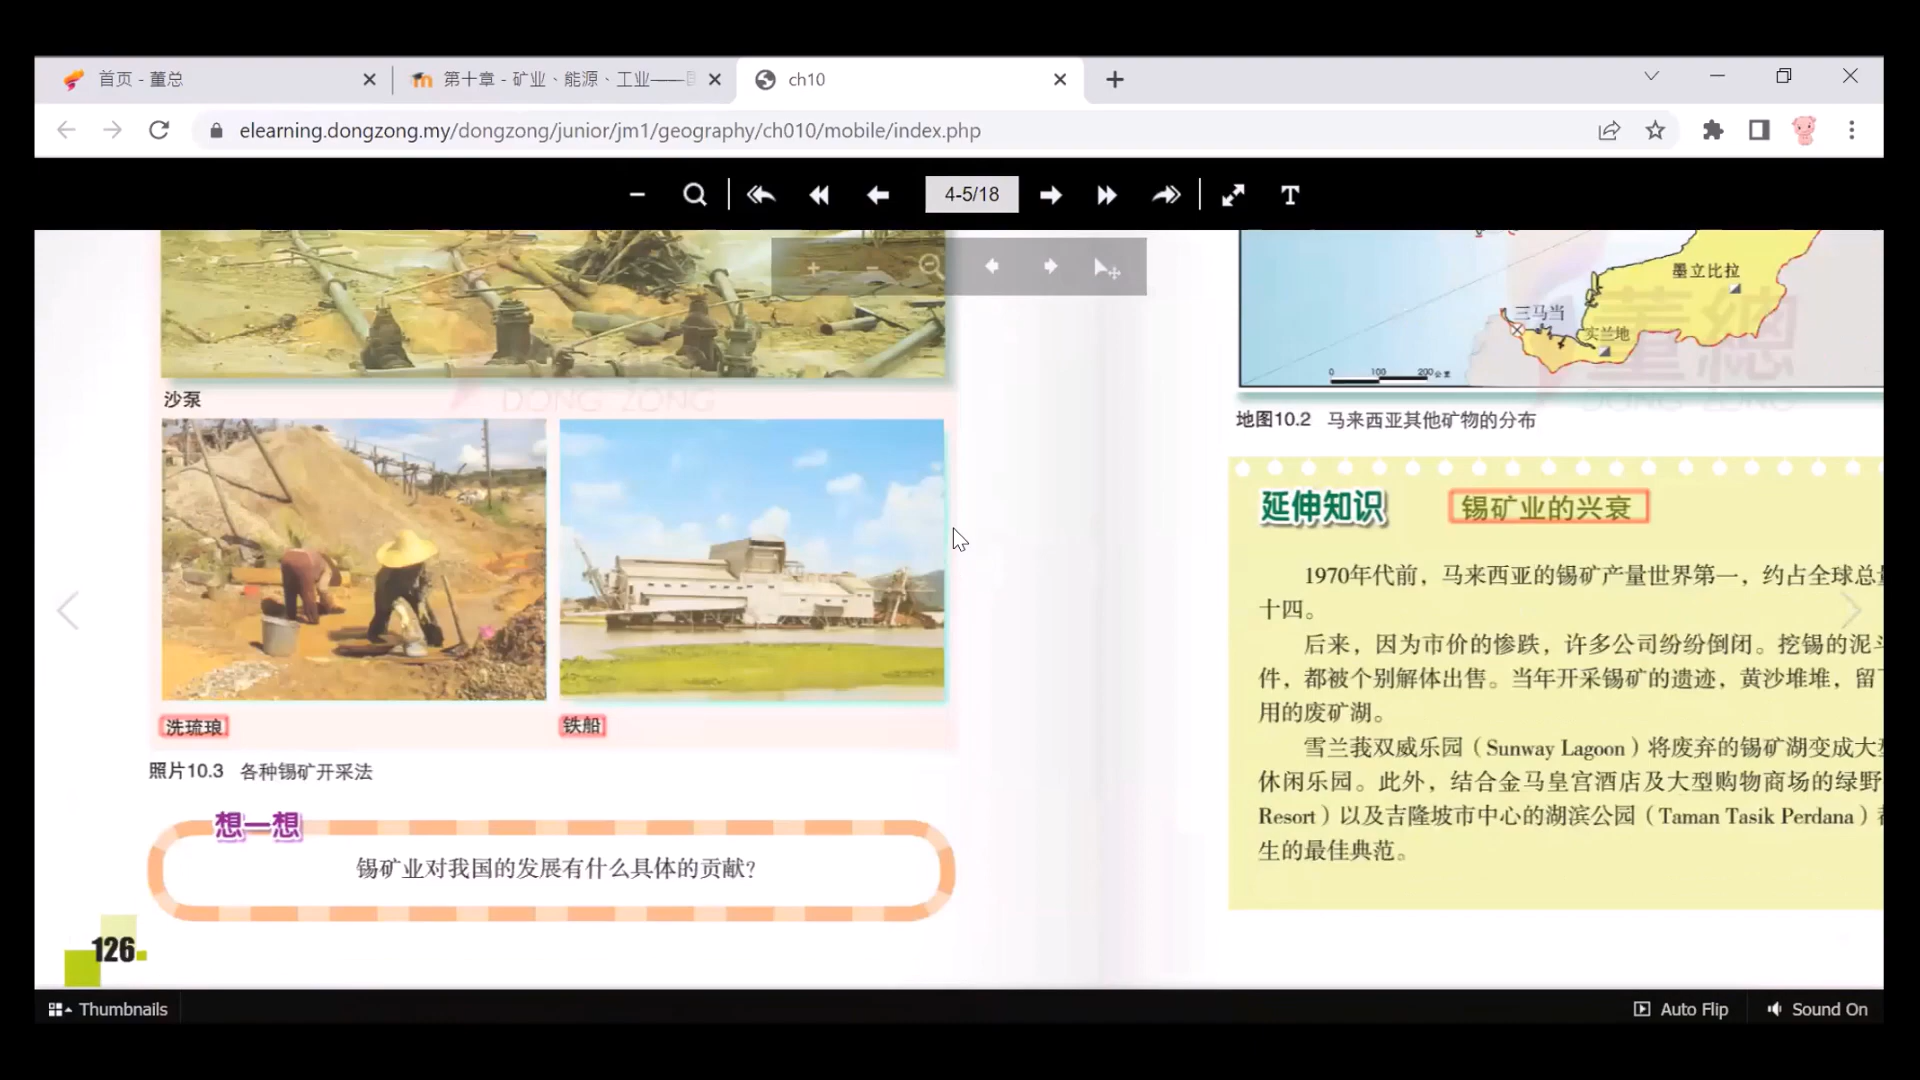 首页 - 董总
第十章 - 矿业、能源、工业——
ch10
elearning.dongzong.my/dongzong/junior/jm1/geography/ch010/mobile/index.php
4-5/18
T
沙泵
DONG ZONG
洗琉琅
铁船
照片10.3 各种锡矿开采法
想一想
锡矿业对我国的发展有什么具体的贡献？
126
墨立比拉
三马当
实兰地
0 100 200公里
董總
DONG ZONG
地图10.2 马来西亚其他矿物的分布
延伸知识 锡矿业的兴衰
1970年代前，马来西亚的锡矿产量世界第一，约占全球总
十四。
后来，因为市价的惨跌，许多公司纷纷倒闭。挖锡的泥
件，都被个别解体出售。当年开采锡矿的遗迹，黄沙堆堆，留
用的废矿湖。
雪兰莪双威乐园（Sunway Lagoon）将废弃的锡矿湖变成大
休闲乐园。此外，结合金马皇宫酒店及大型购物商场的绿野
Resort）以及吉隆坡市中心的湖滨公园（Taman Tasik Perdana）
生的最佳典范。
Thumbnails
Auto Flip
Sound On